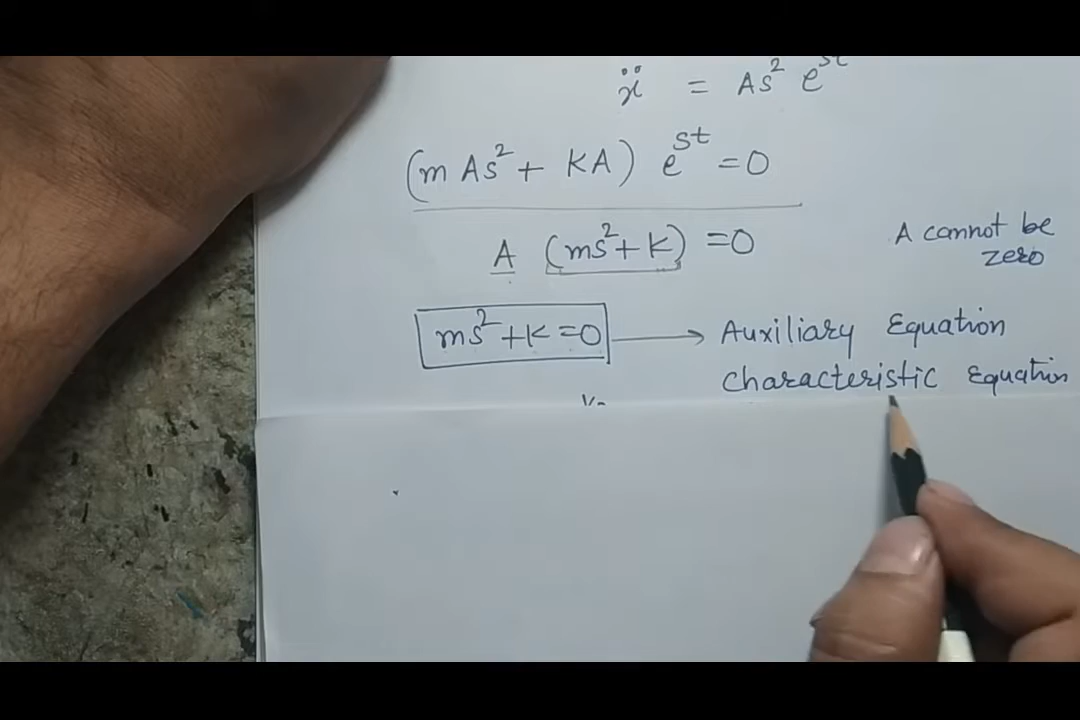 ẍ = As² e^st
(m As² + KA) e^st = 0
A (ms² + K) = 0
A cannot be
zero
ms² + K = 0 → Auxiliary Equation
Characteristic Equation